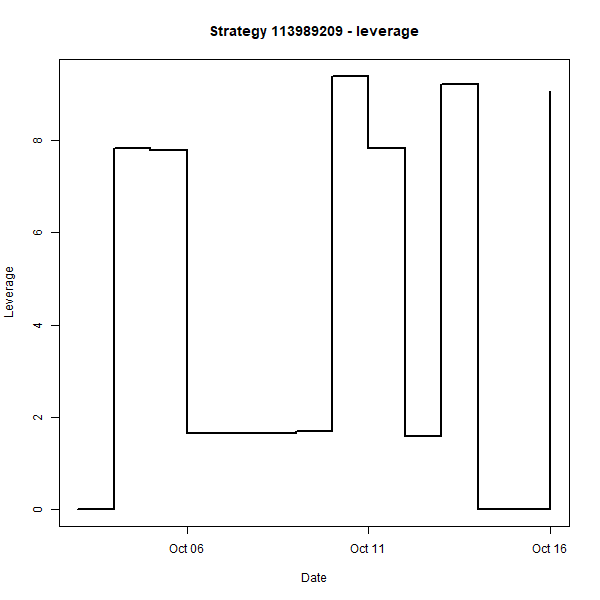 Strategy 113989209 - leverage
Leverage
8
6
4
2
0
Oct 06
Oct 11
Oct 16
Date